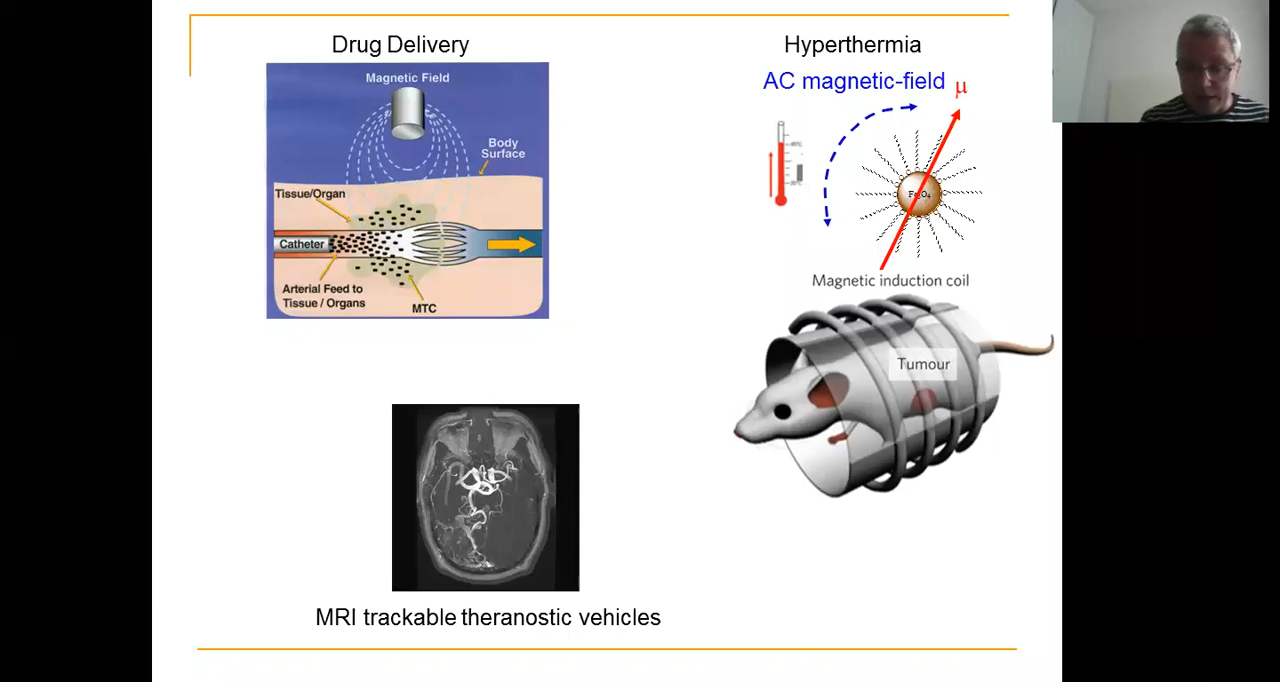 Drug Delivery
Magnetic Field
Body
Surface
Tissue/Organ
Catheter
Arterial Feed to
Tissue / Organs
MTC
Hyperthermia
AC magnetic-field
μ
Magnetic induction coil
Tumour
MRI trackable theranostic vehicles